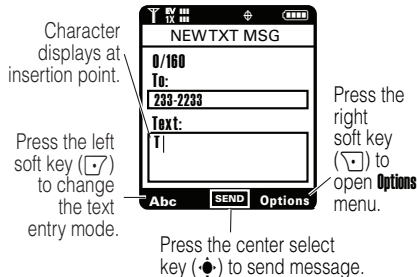 Character
displays at
insertion point.
EV
1X
NEWTXT MSG
0/160
To:
233-2233
Text:
T
Abc
SEND
Options
Press the left
soft key ( )
to change
the text
entry mode.
Press the
right
soft key
( ) to
open Options
menu.
Press the center select
key ( ) to send message.